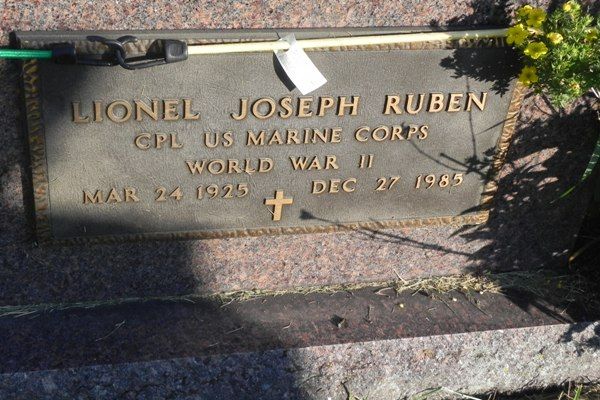 LIONEL JOSEPH RUBEN
CPL US MARINE CORPS
WORLD WAR II
MAR 24 1925 DEC 27 1985